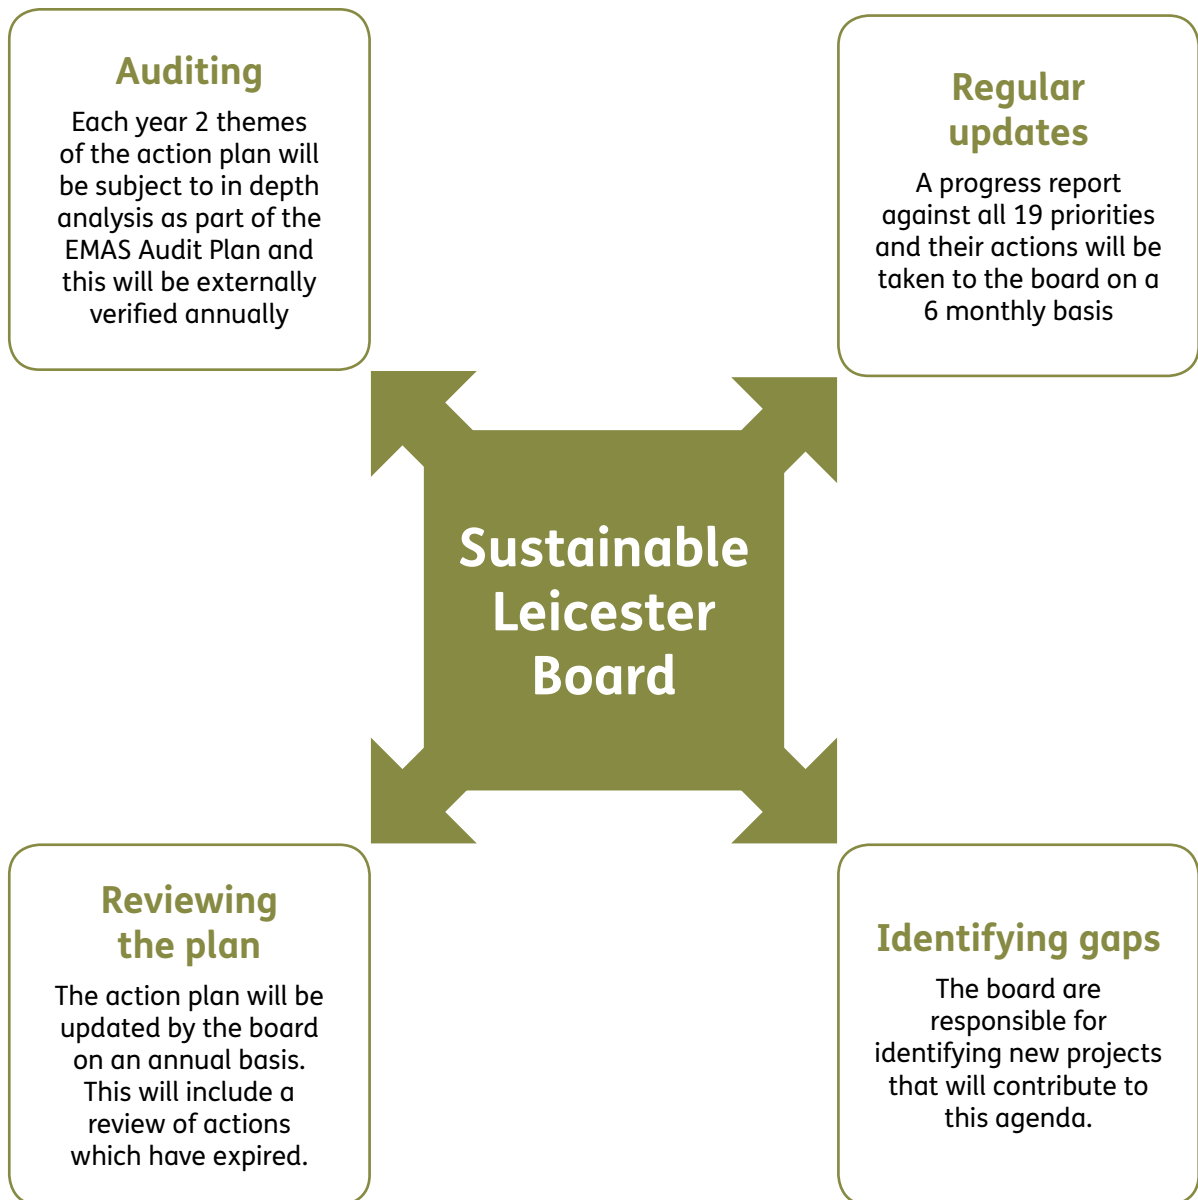 Auditing
Each year 2 themes
of the action plan will
be subject to in depth
analysis as part of the
EMAS Audit Plan and
this will be externally
verified annually
Regular
updates
A progress report
against all 19 priorities
and their actions will be
taken to the board on a
6 monthly basis
Sustainable
Leicester
Board
Reviewing
the plan
The action plan will be
updated by the board
on an annual basis.
This will include a
review of actions
which have expired.
Identifying gaps
The board are
responsible for
identifying new projects
that will contribute to
this agenda.